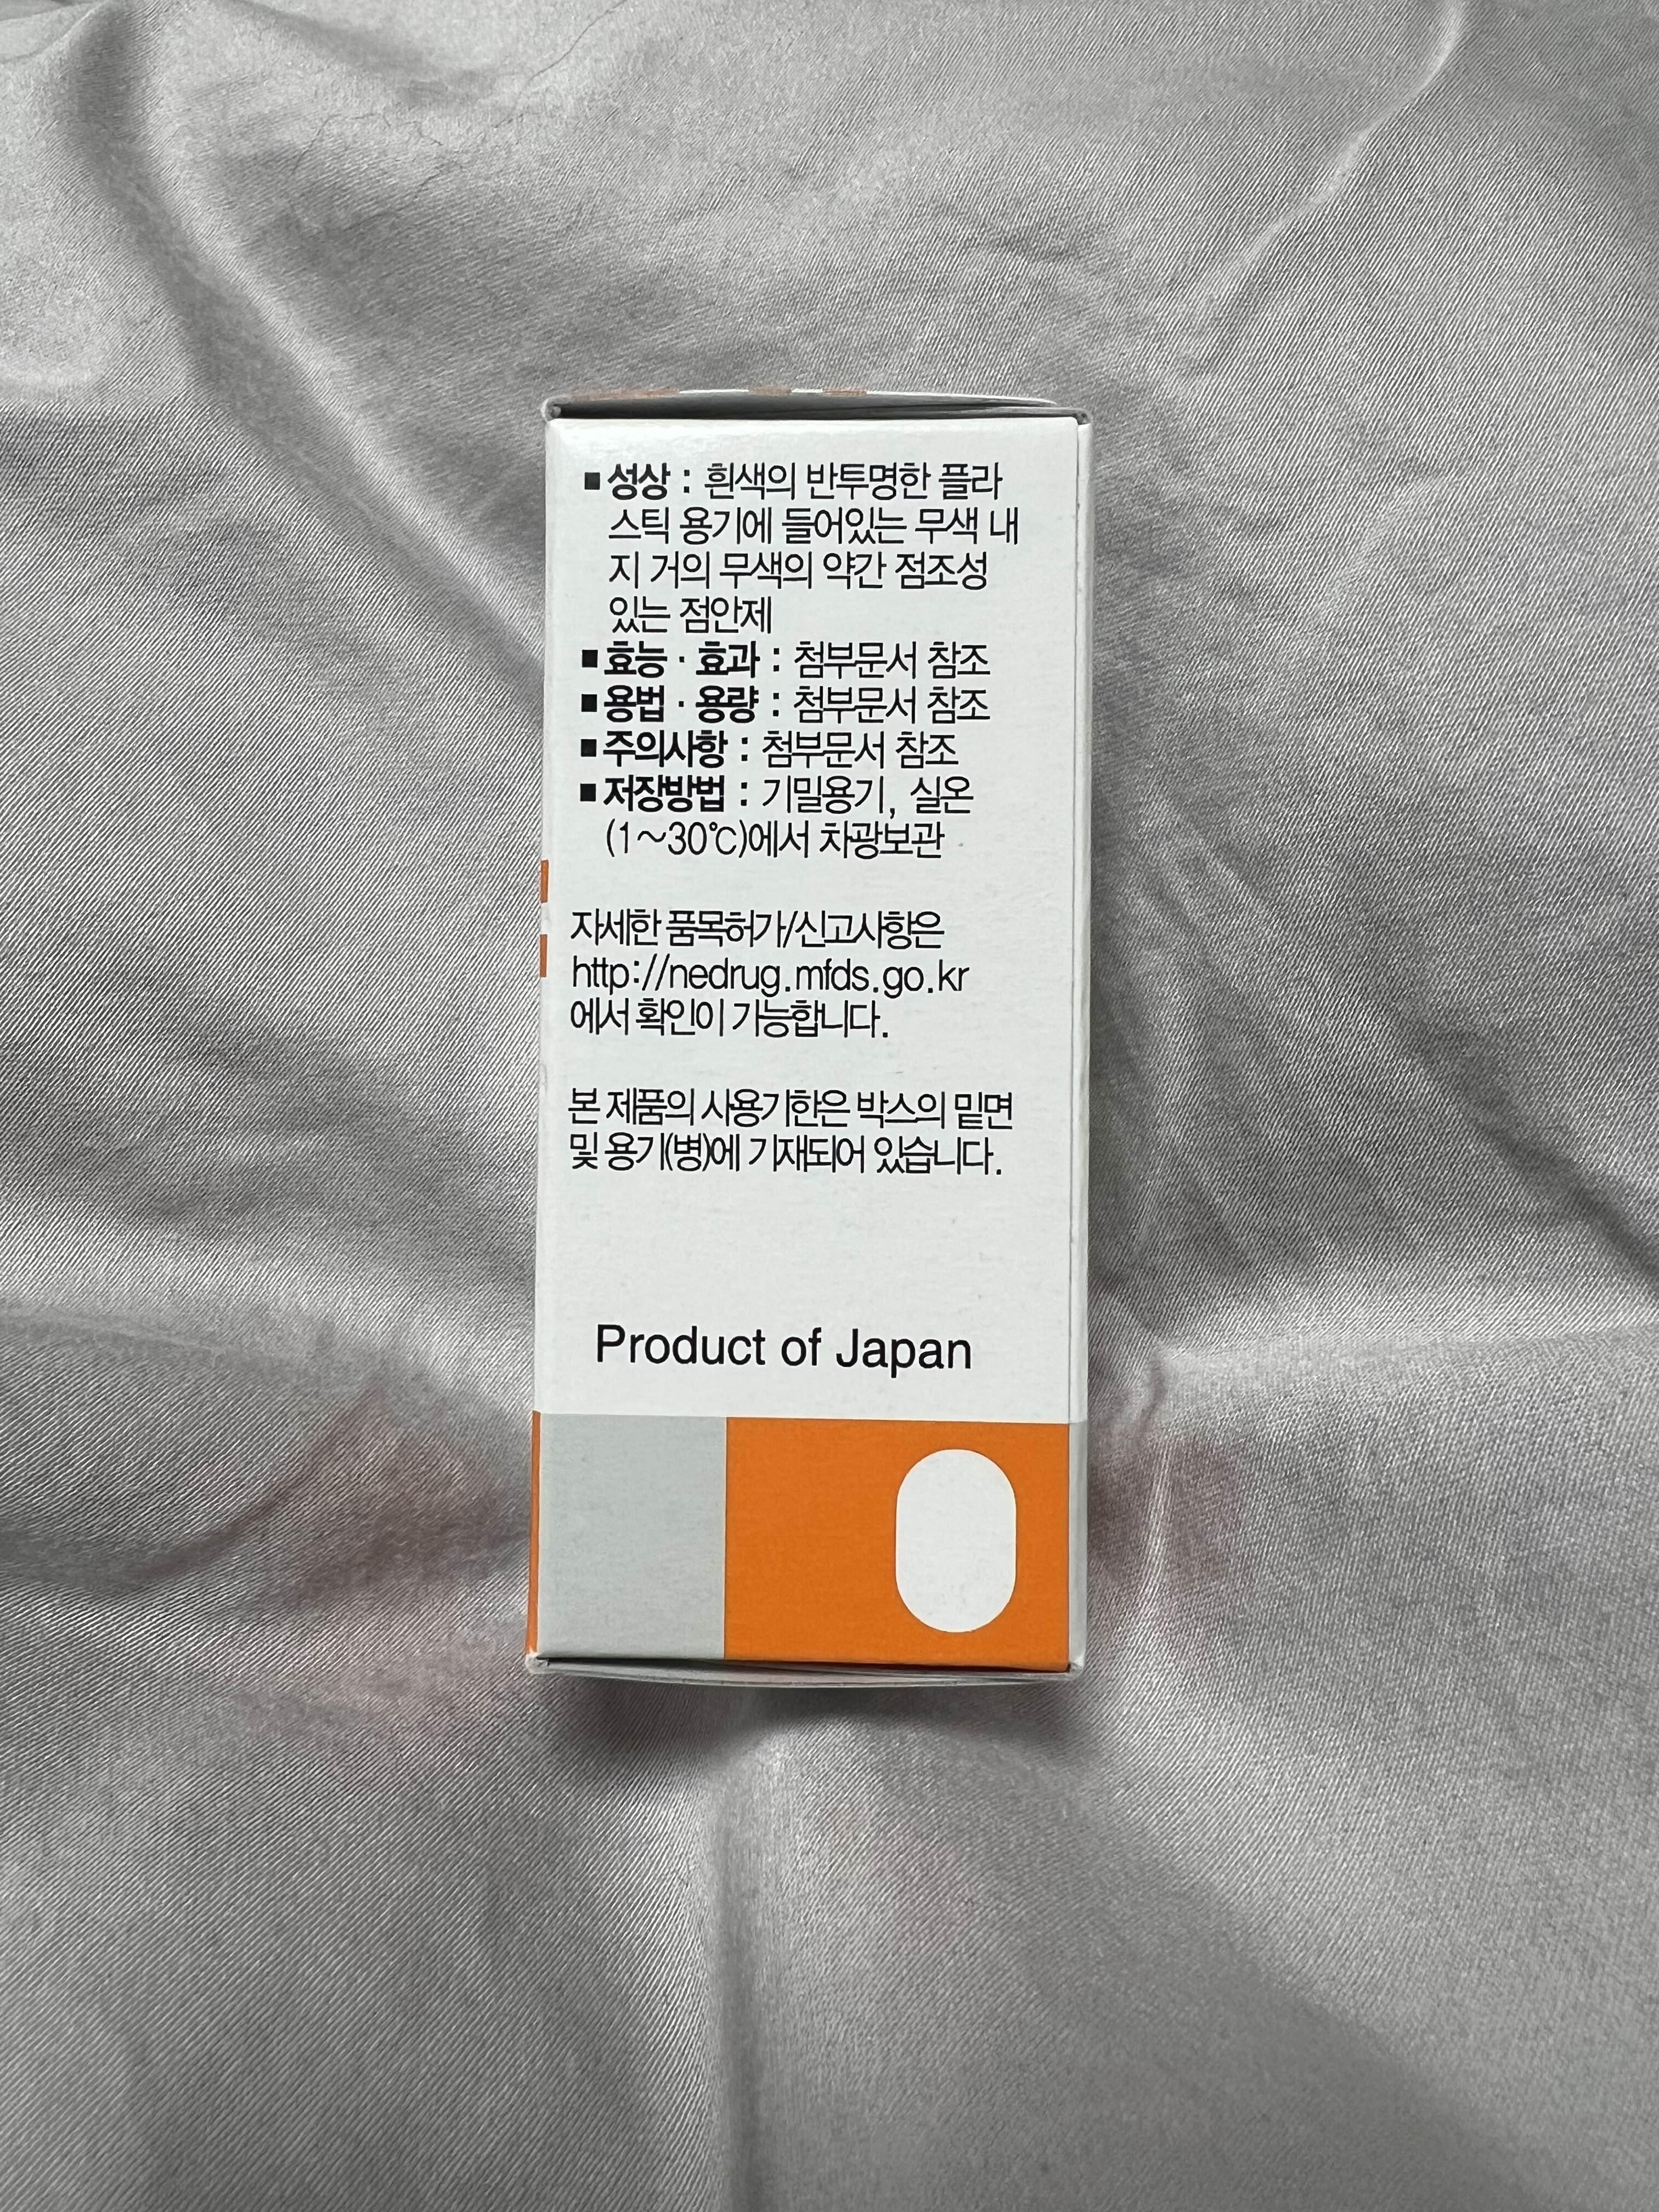 ■ 성상 : 흰색의 반투명한 플라
스틱 용기에 들어있는 무색 내
지 거의 무색의 약간 점조성
있는 점안제
■ 효능 · 효과 : 첨부문서 참조
■ 용법 · 용량 : 첨부문서 참조
■ 주의사항 : 첨부문서 참조
■ 저장방법 : 기밀용기, 실온
(1~30℃)에서 차광보관
자세한 품목허가/신고사항은
http://nedrug.mfds.go.kr
에서 확인이 가능합니다.
본 제품의 사용기한은 박스의 밑면
및 용기(병)에 기재되어 있습니다.
Product of Japan